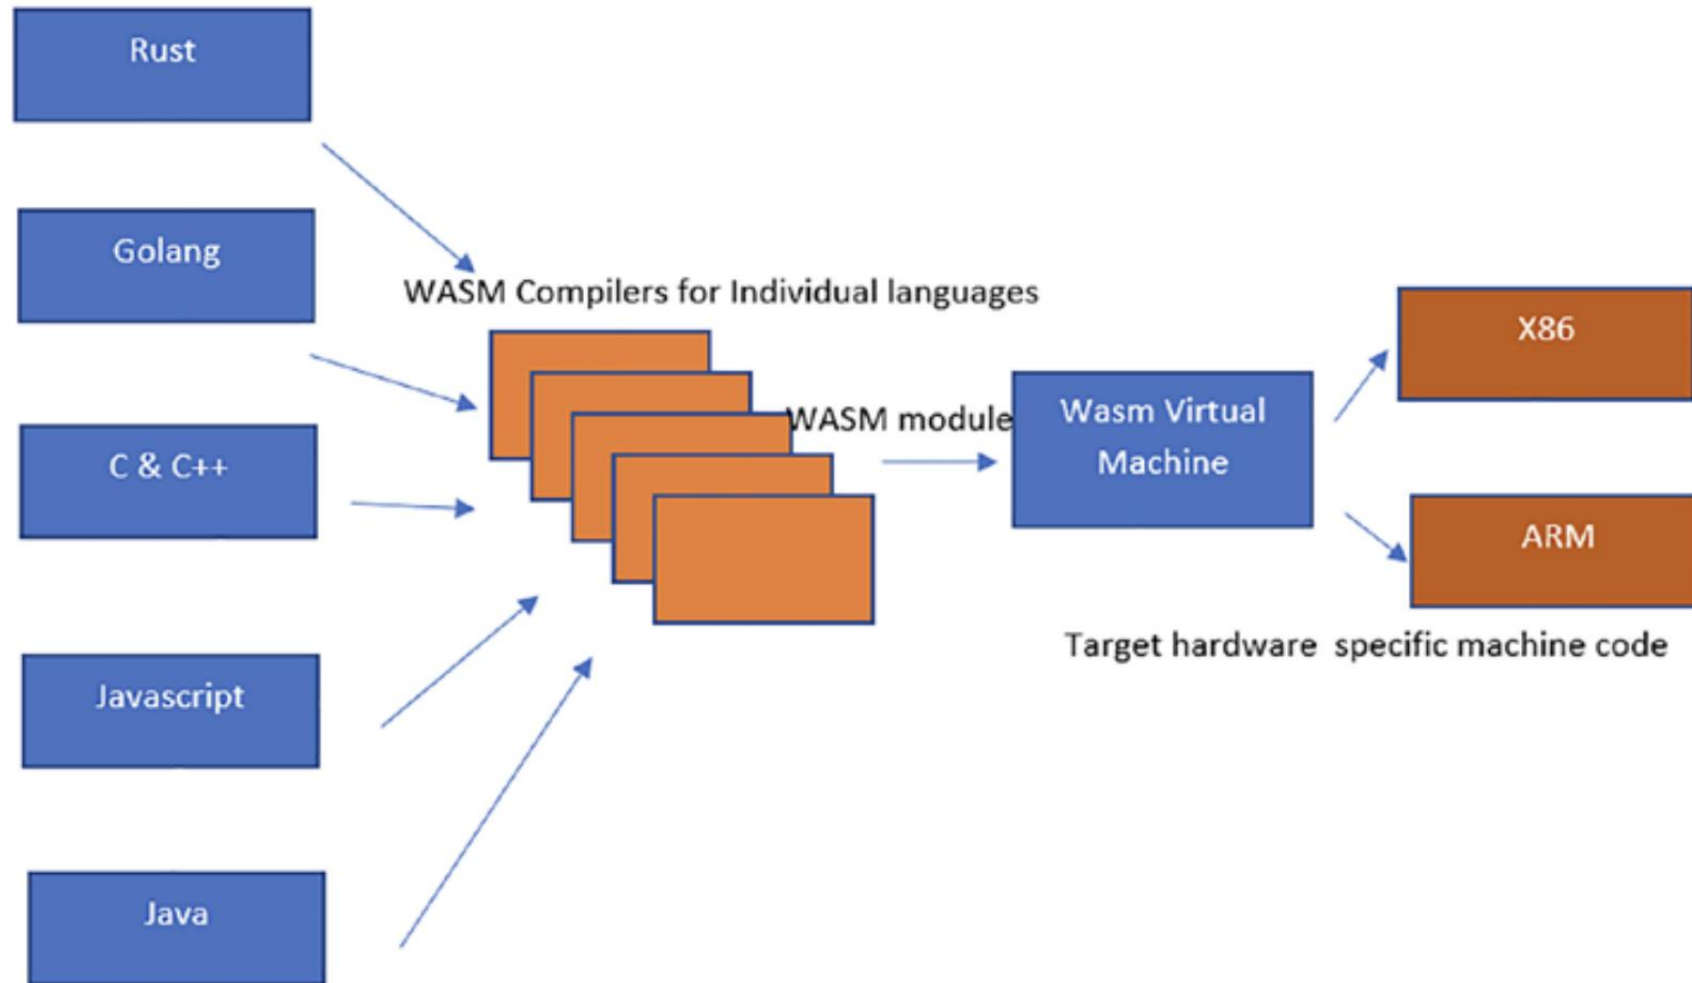 Rust
Golang
C & C++
Javascript
Java
WASM Compilers for Individual languages
WASM module
Wasm Virtual
Machine
X86
ARM
Target hardware  specific machine code